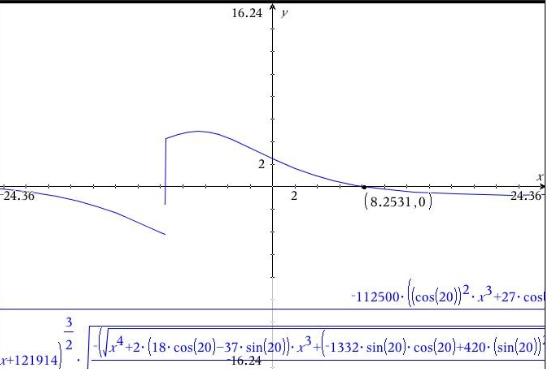 16.24 y
2
x
-24.36 2 24.36
(8.2531,0)
-112500·((cos(20))²·x³+27·cos(
x+121914)^(3/2)·√(-(√(x⁴+2·(18·cos(20)-37·sin(20))·x³+(-1332·sin(20)·cos(20)+420·(sin(20))²
-16.24